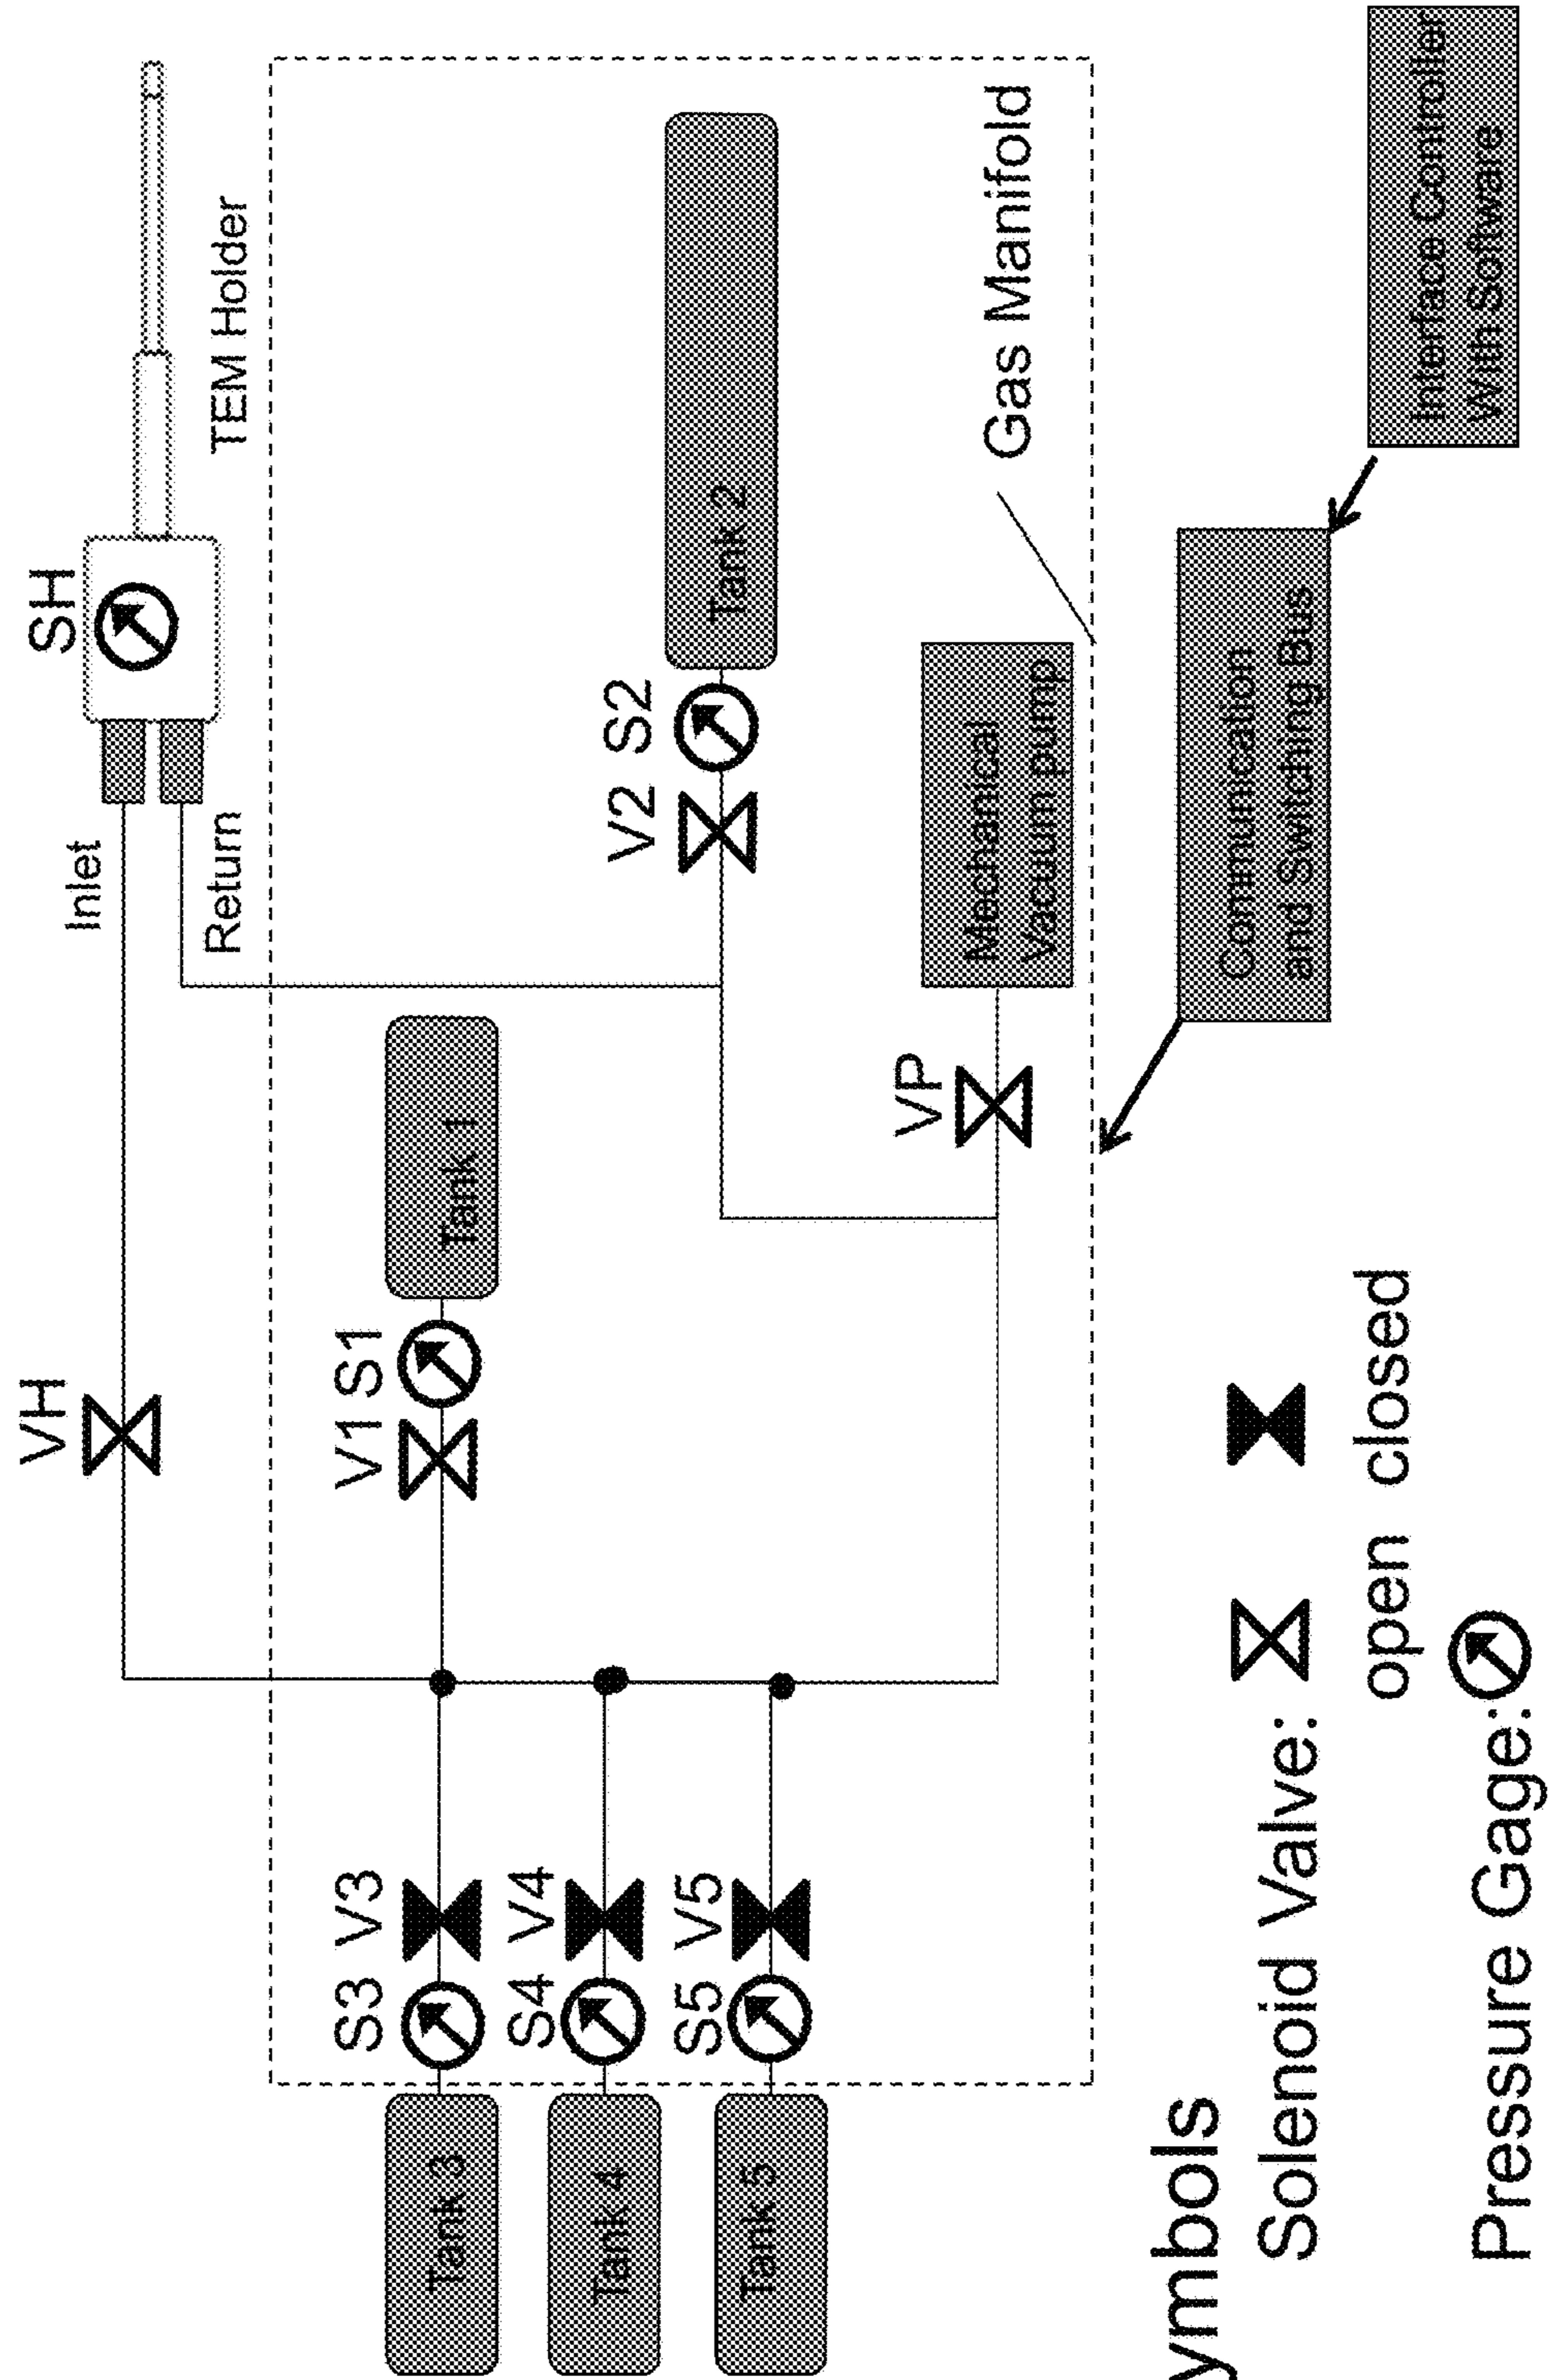 SH
TEM Holder
Inlet
Return
VH
V1 S1
Tank 1
V2 S2
Tank 2
S3 V3
Tank 3
S4 V4
Tank 4
S5 V5
Tank 5
VP
Mechanical
Vacuum pump
Gas Manifold
Communication
and Switching Bus
Interface Controller
With Software
ymbols
Solenoid Valve:
open closed
Pressure Gage: